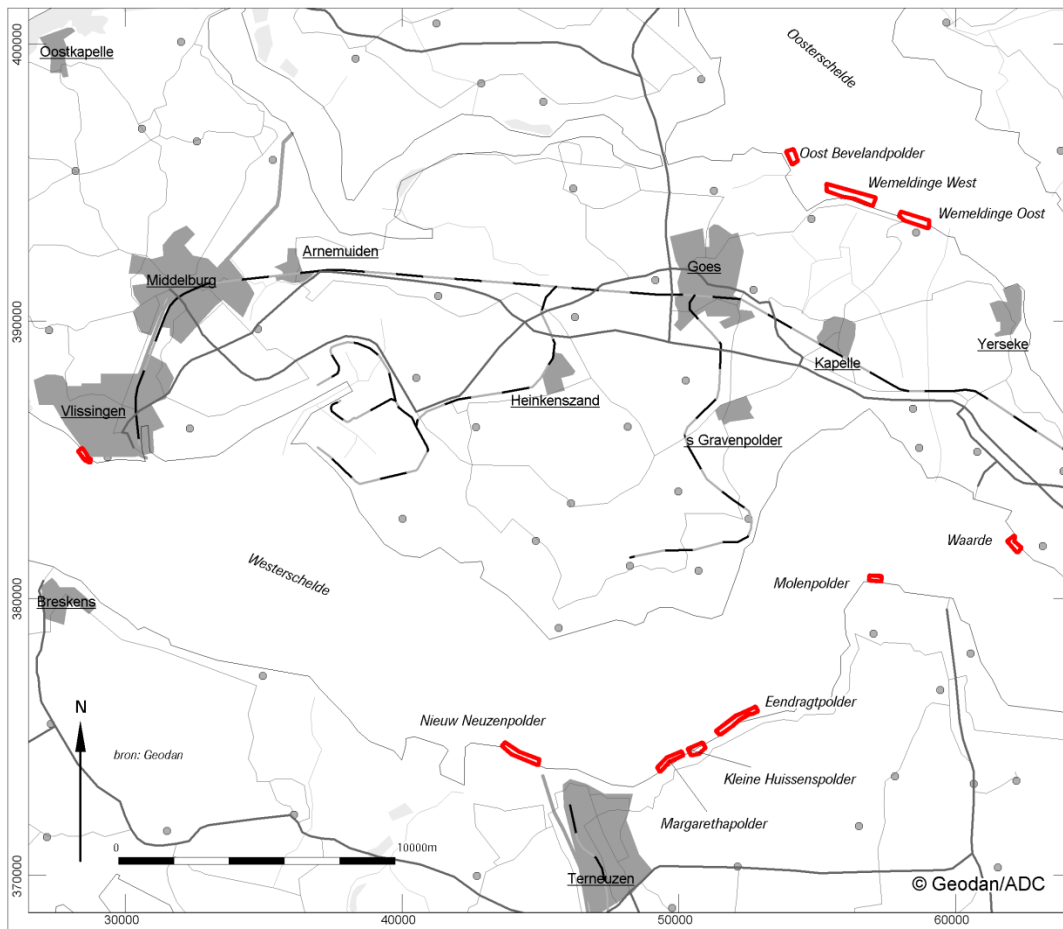 400000
Oostkapelle
Oosterschelde
Oost Bevelandpolder
Wemeldinge West
Wemeldinge Oost
Arnemuiden
Middelburg
Goes
390000
Yerseke
Kapelle
Heinkenszand
Vlissingen
's Gravenpolder
Waarde
Westerschelde
Molenpolder
380000
Breskens
Eendragtpolder
N
Nieuw Neuzenpolder
bron: Geodan
Kleine Huissenspolder
Margarethapolder
0 10000m
370000
Terneuzen
© Geodan/ADC
30000 40000 50000 60000